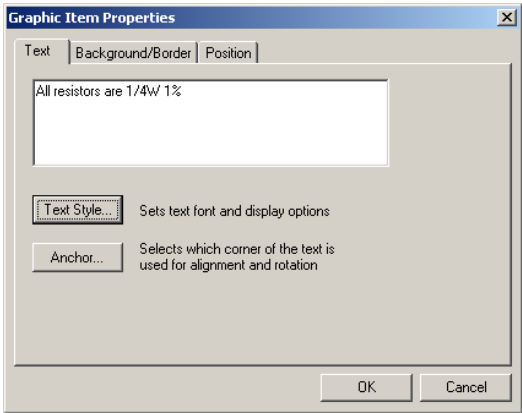 Graphic Item Properties
Text Background/Border Position
All resistors are 1/4W 1%
Text Style... Sets text font and display options
Anchor... Selects which corner of the text is
used for alignment and rotation
OK Cancel